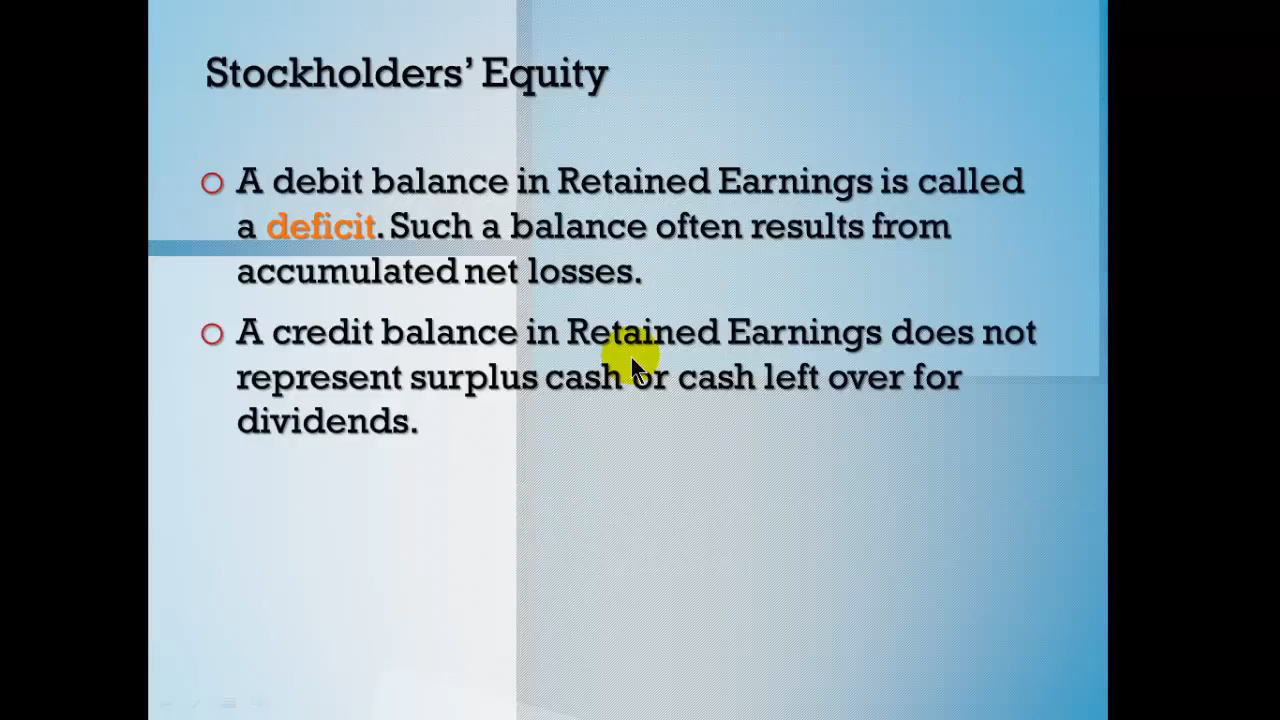 Stockholders’ Equity
A debit balance in Retained Earnings is called
a deficit. Such a balance often results from
accumulated net losses.
A credit balance in Retained Earnings does not
represent surplus cash or cash left over for
dividends.